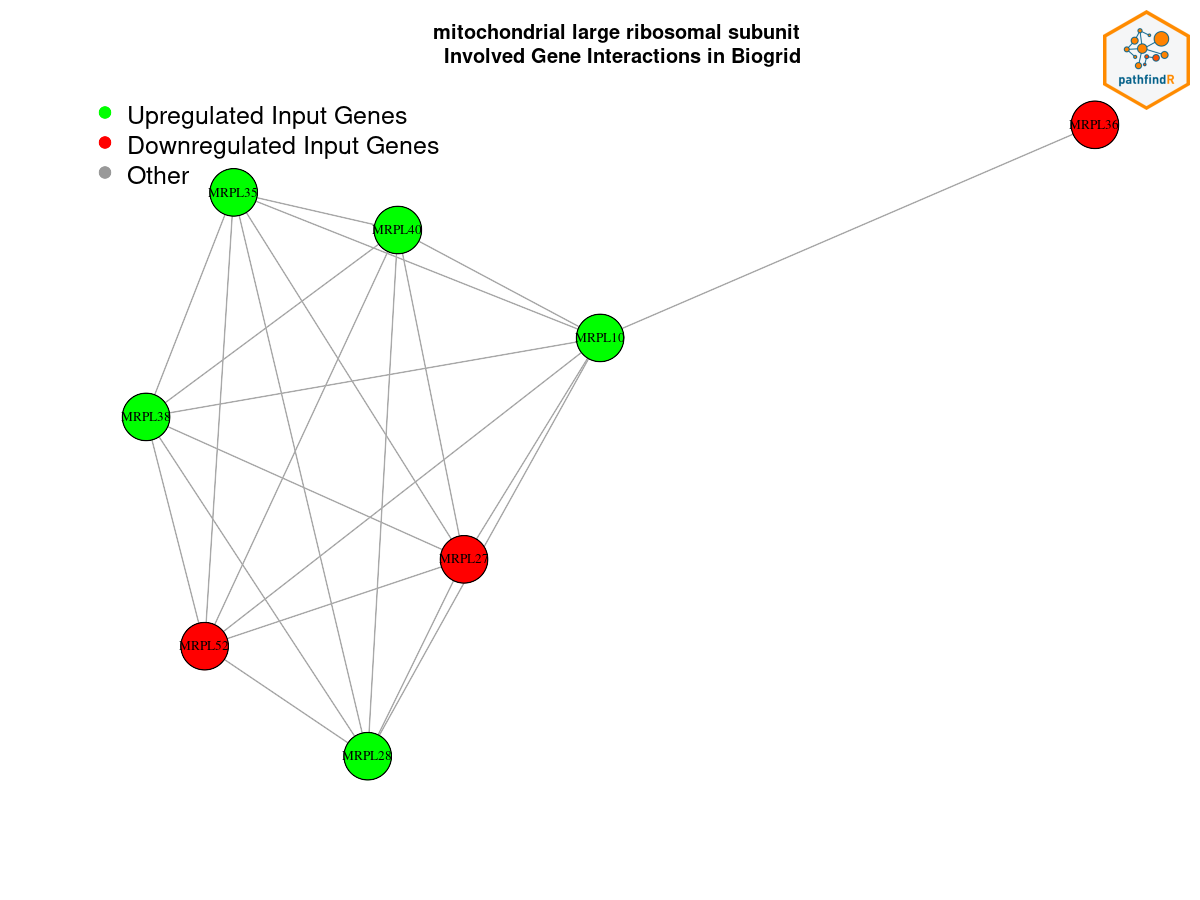 mitochondrial large ribosomal subunit
Involved Gene Interactions in Biogrid
pathfindR
Upregulated Input Genes
MRPL36
Downregulated Input Genes
Other
MRPL35
MRPL40
MRPL10
MRPL38
MRPL27
MRPL52
MRPL28